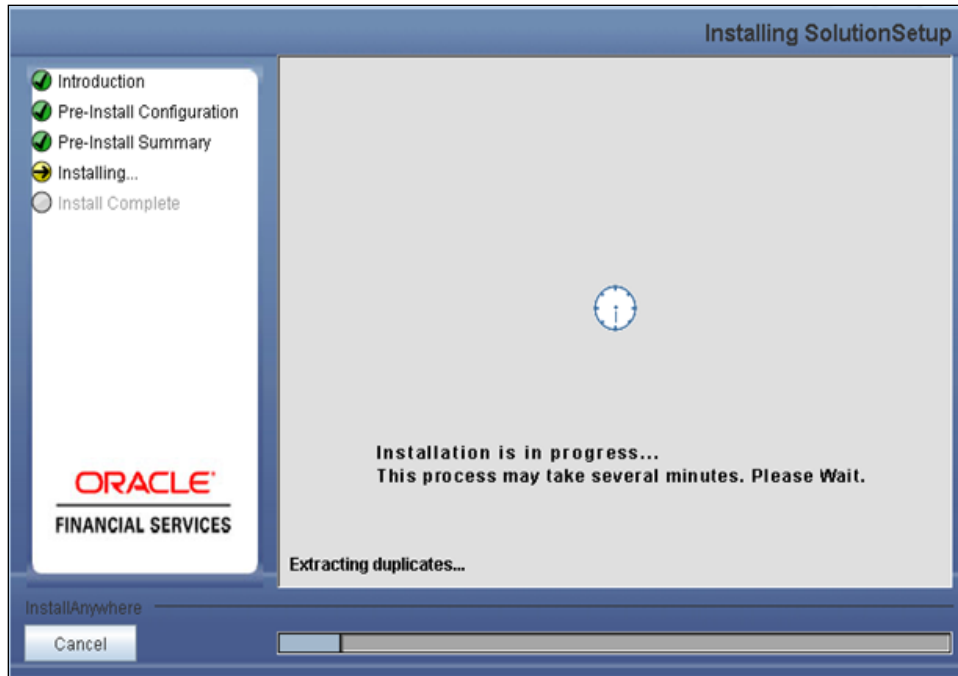 Installing SolutionSetup
Introduction
Pre-Install Configuration
Pre-Install Summary
Installing...
Install Complete
ORACLE
FINANCIAL SERVICES
Installation is in progress...
This process may take several minutes. Please Wait.
Extracting duplicates...
InstallAnywhere
Cancel